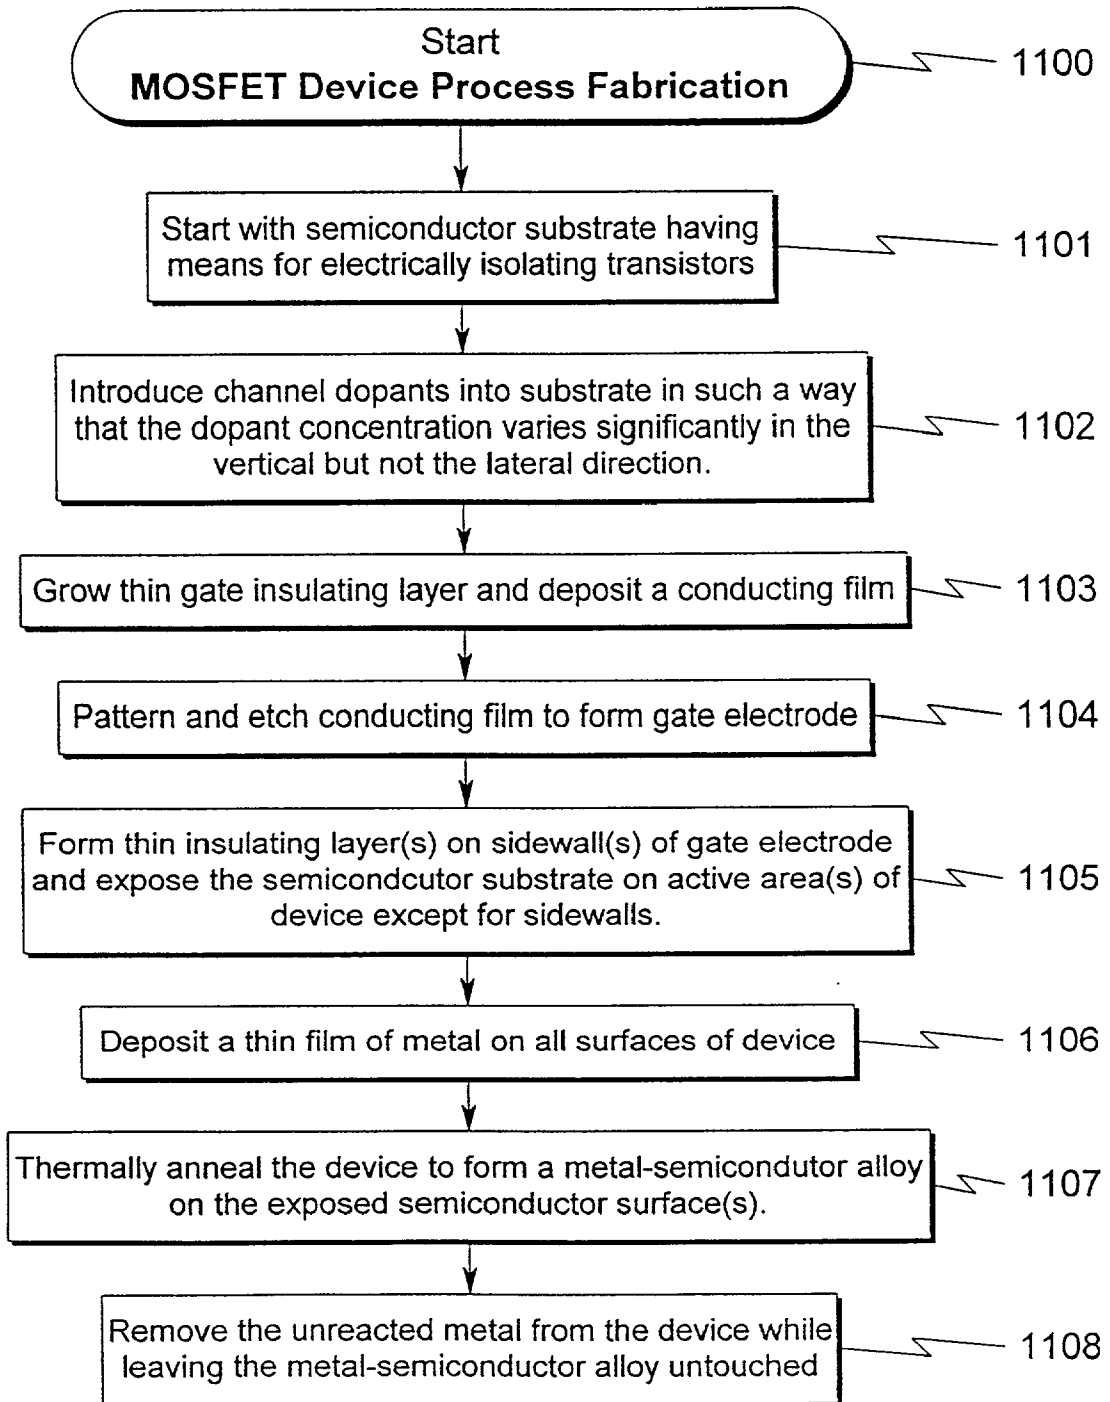 Start
MOSFET Device Process Fabrication
1100
Start with semiconductor substrate having
means for electrically isolating transistors
1101
Introduce channel dopants into substrate in such a way
that the dopant concentration varies significantly in the
vertical but not the lateral direction.
1102
Grow thin gate insulating layer and deposit a conducting film
1103
Pattern and etch conducting film to form gate electrode
1104
Form thin insulating layer(s) on sidewall(s) of gate electrode
and expose the semicondcutor substrate on active area(s) of
device except for sidewalls.
1105
Deposit a thin film of metal on all surfaces of device
1106
Thermally anneal the device to form a metal-semicondutor alloy
on the exposed semiconductor surface(s).
1107
Remove the unreacted metal from the device while
leaving the metal-semiconductor alloy untouched
1108